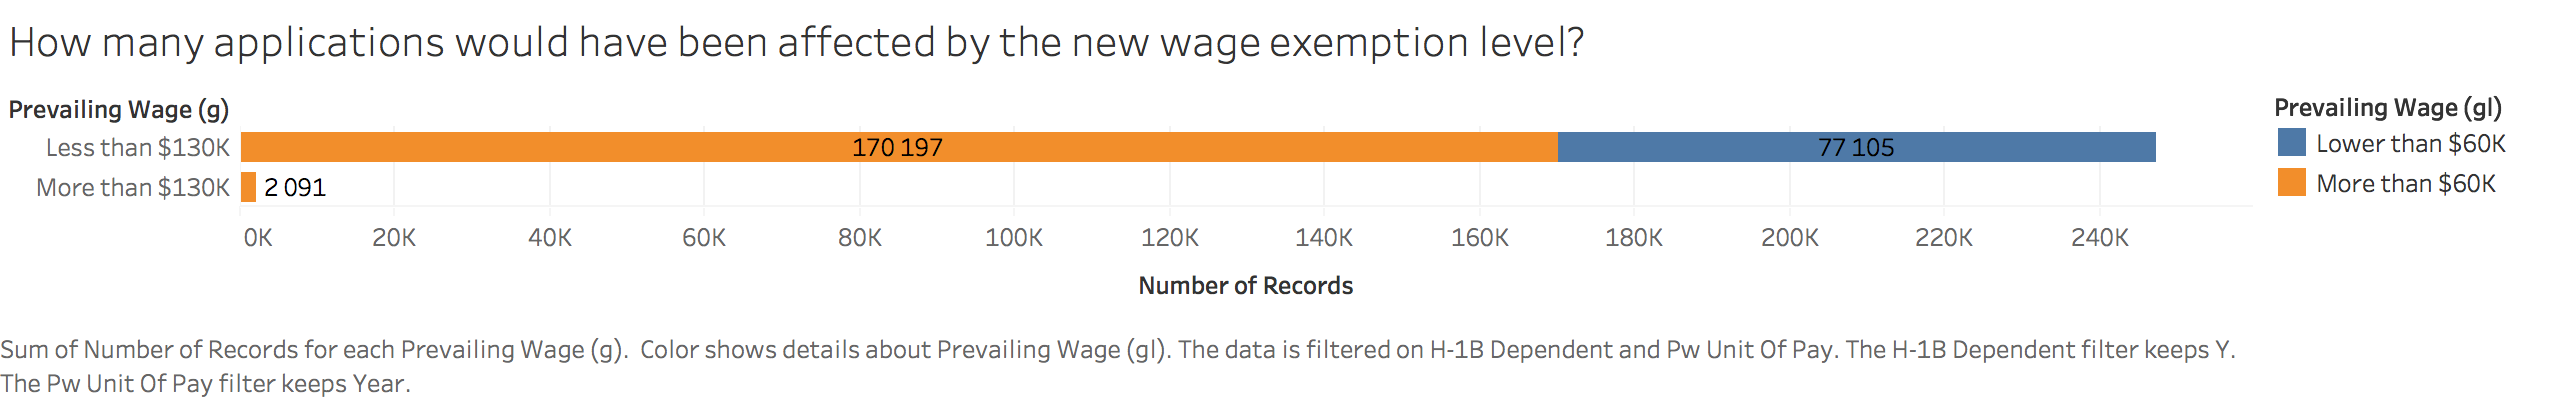 How many applications would have been affected by the new wage exemption level?
Prevailing Wage (g)
Less than $130K
170 197
77 105
More than $130K
2 091
0K 20K 40K 60K 80K 100K 120K 140K 160K 180K 200K 220K 240K
Number of Records
Prevailing Wage (gl)
Lower than $60K
More than $60K
Sum of Number of Records for each Prevailing Wage (g).  Color shows details about Prevailing Wage (gl). The data is filtered on H-1B Dependent and Pw Unit Of Pay. The H-1B Dependent filter keeps Y.
The Pw Unit Of Pay filter keeps Year.